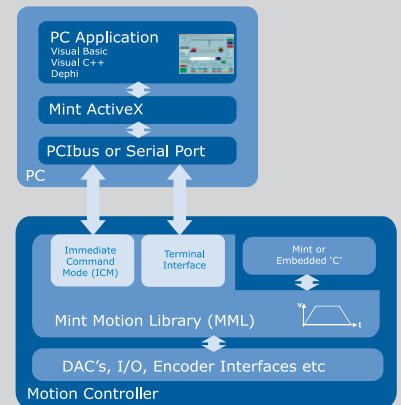 PC Application
Visual Basic
Visual C++
Dephi
Mint ActiveX
PCIbus or Serial Port
PC
Immediate
Command
Mode (ICM)
Terminal
Interface
Mint or
Embedded ‘C’
Mint Motion Library (MML)
v
t
DAC’s, I/O, Encoder Interfaces etc
Motion Controller